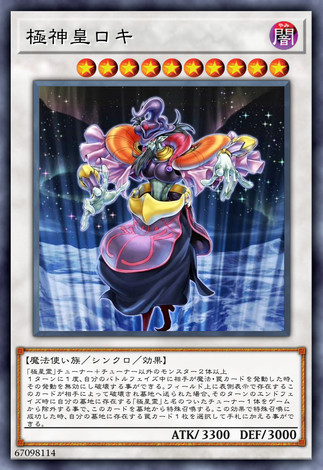 極神皇ロキ
やみ
闇
【魔法使い族／シンクロ／効果】
「極星霊」チューナー＋チューナー以外のモンスター２体以上
１ターンに１度、自分のバトルフェイズ中に相手が魔法・罠カードを発動した時、
その発動を無効にし破壊する事ができる。フィールド上に表側表示で存在するこ
のカードが相手によって破壊され墓地へ送られた場合、そのターンのエンドフェ
イズ時に自分の墓地に存在する「極星霊」と名のついたチューナー１体をゲーム
から除外する事で、このカードを墓地から特殊召喚する。この効果で特殊召喚に
成功した時、自分の墓地に存在する罠カード１枚を選択して手札に加える事ができ
る。
ATK/ 3300 DEF/3000
67098114